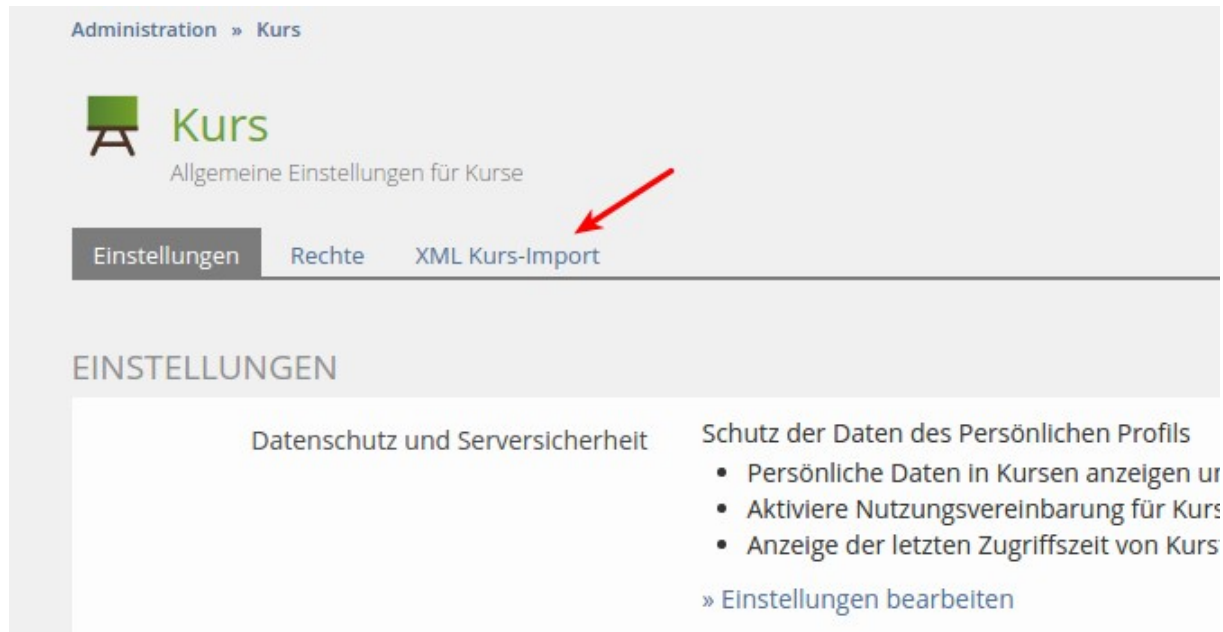 Administration » Kurs
Kurs
Allgemeine Einstellungen für Kurse
Einstellungen Rechte XML Kurs-Import
EINSTELLUNGEN
Datenschutz und Serversicherheit Schutz der Daten des Persönlichen Profils
• Persönliche Daten in Kursen anzeigen
• Aktiviere Nutzungsvereinbarung für
• Anzeige der letzten Zugriffszeit von
» Einstellungen bearbeiten